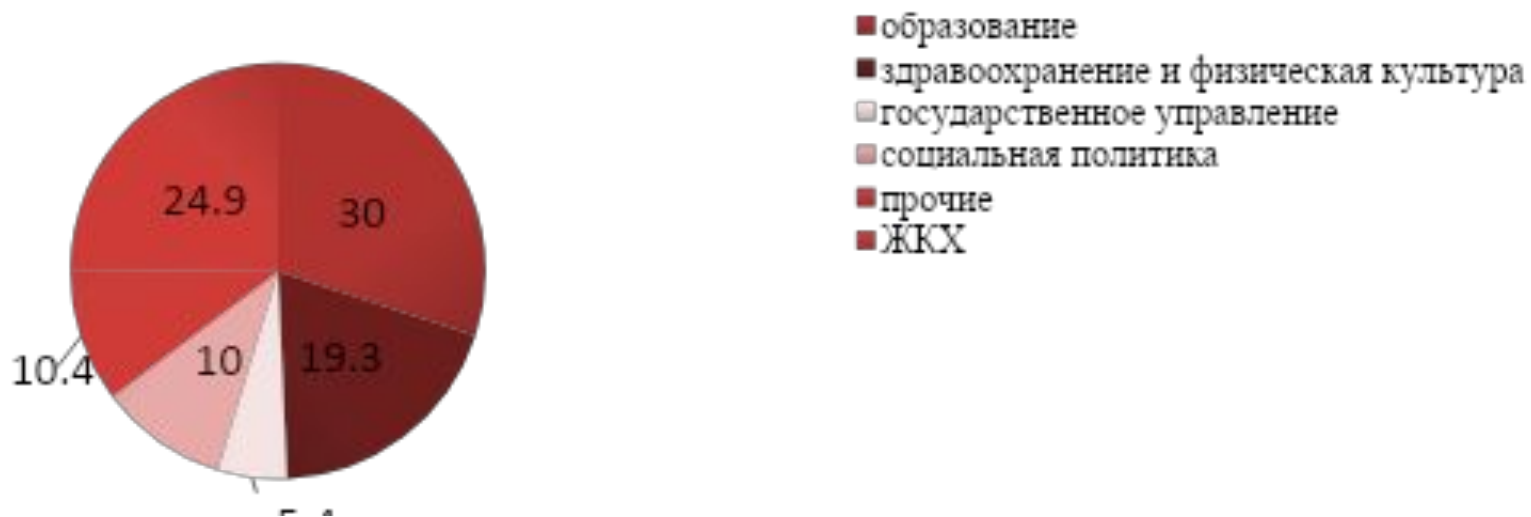 образование
здравоохранение и физическая культура
государственное управление
социальная политика
прочие
ЖКХ
24.9
30
10.4
10
19.3